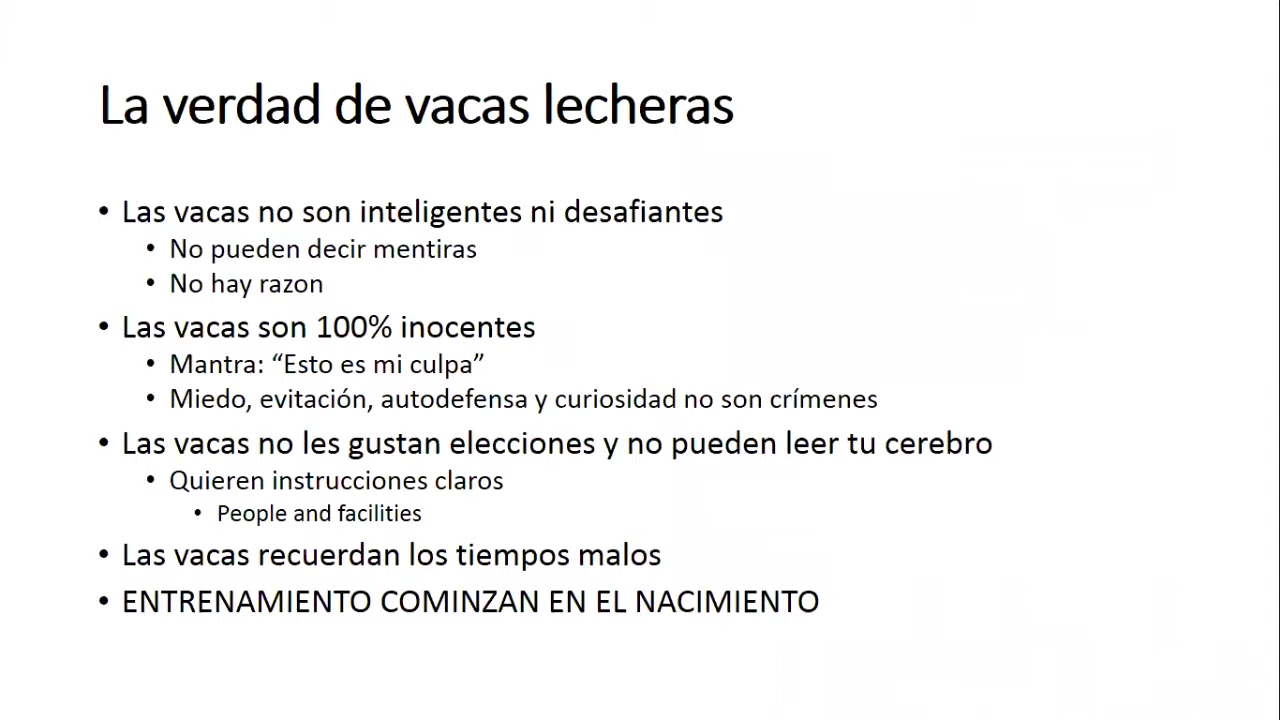 La verdad de vacas lecheras
• Las vacas no son inteligentes ni desafiantes
• No pueden decir mentiras
• No hay razon
• Las vacas son 100% inocentes
• Mantra: “Esto es mi culpa”
• Miedo, evitación, autodefensa y curiosidad no son crímenes
• Las vacas no les gustan elecciones y no pueden leer tu cerebro
• Quieren instrucciones claros
• People and facilities
• Las vacas recuerdan los tiempos malos
• ENTRENAMIENTO COMINZAN EN EL NACIMIENTO